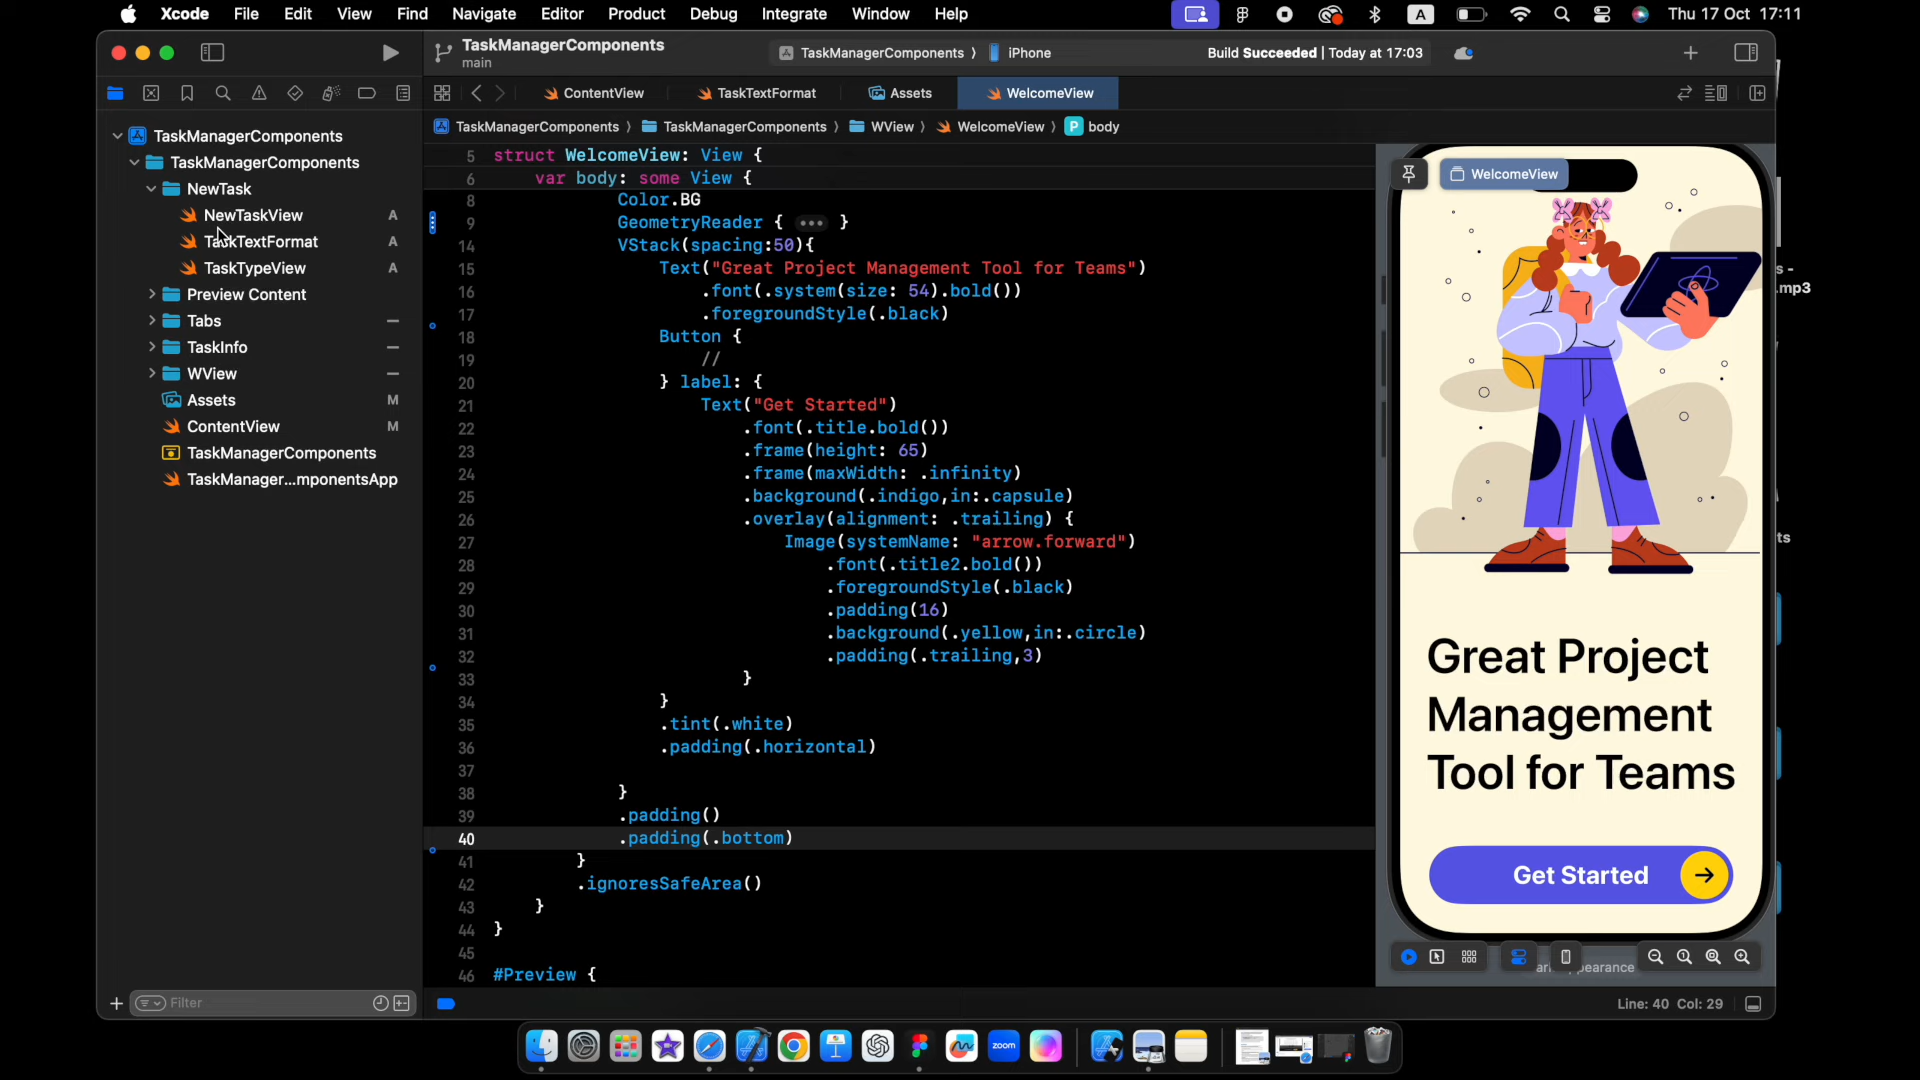 Xcode File Edit View Find Navigate Editor Product Debug Integrate Window Help A Thu 17 Oct 17:11
TaskManagerComponents
main
TaskManagerComponents ⟩ iPhone
Build Succeeded | Today at 17:03
ContentView TaskTextFormat Assets WelcomeView
TaskManagerComponents ⟩ TaskManagerComponents ⟩ WView ⟩ WelcomeView ⟩ P body
TaskManagerComponents
TaskManagerComponents
NewTask
NewTaskView A
TaskTextFormat A
TaskTypeView A
Preview Content
Tabs
TaskInfo
WView
Assets M
ContentView M
TaskManagerComponents
TaskManager...mponentsApp
Filter
5 struct WelcomeView: View {
6 var body: some View {
8 Color.BG
9 GeometryReader { ••• }
14 VStack(spacing:50){
15 Text("Great Project Management Tool for Teams")
16 .font(.system(size: 54).bold())
17 .foregroundStyle(.black)
18 Button {
19 //
20 } label: {
21 Text("Get Started")
22 .font(.title.bold())
23 .frame(height: 65)
24 .frame(maxWidth: .infinity)
25 .background(.indigo,in:.capsule)
26 .overlay(alignment: .trailing) {
27 Image(systemName: "arrow.forward")
28 .font(.title2.bold())
29 .foregroundStyle(.black)
30 .padding(16)
31 .background(.yellow,in:.circle)
32 .padding(.trailing,3)
33 }
34 }
35 .tint(.white)
36 .padding(.horizontal)
37
38 }
39 .padding()
40 .padding(.bottom)
41 }
42 .ignoresSafeArea()
43 }
44 }
45
46 #Preview {
WelcomeView
Great Project
Management
Tool for Teams
Get Started
Line: 40 Col: 29
s -
.mp3
ts
zoom